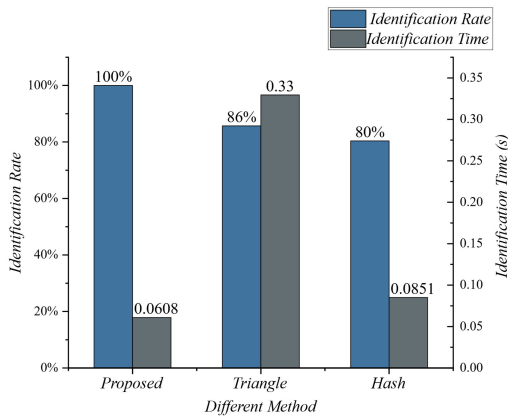 Identification Rate
Identification Time
100%
0.33
86%
80%
0.0608
0.0851
100%
80%
60%
40%
20%
0%
Identification Rate
0.35
0.30
0.25
0.20
0.15
0.10
0.05
0.00
Identification Time (s)
Proposed
Triangle
Hash
Different Method